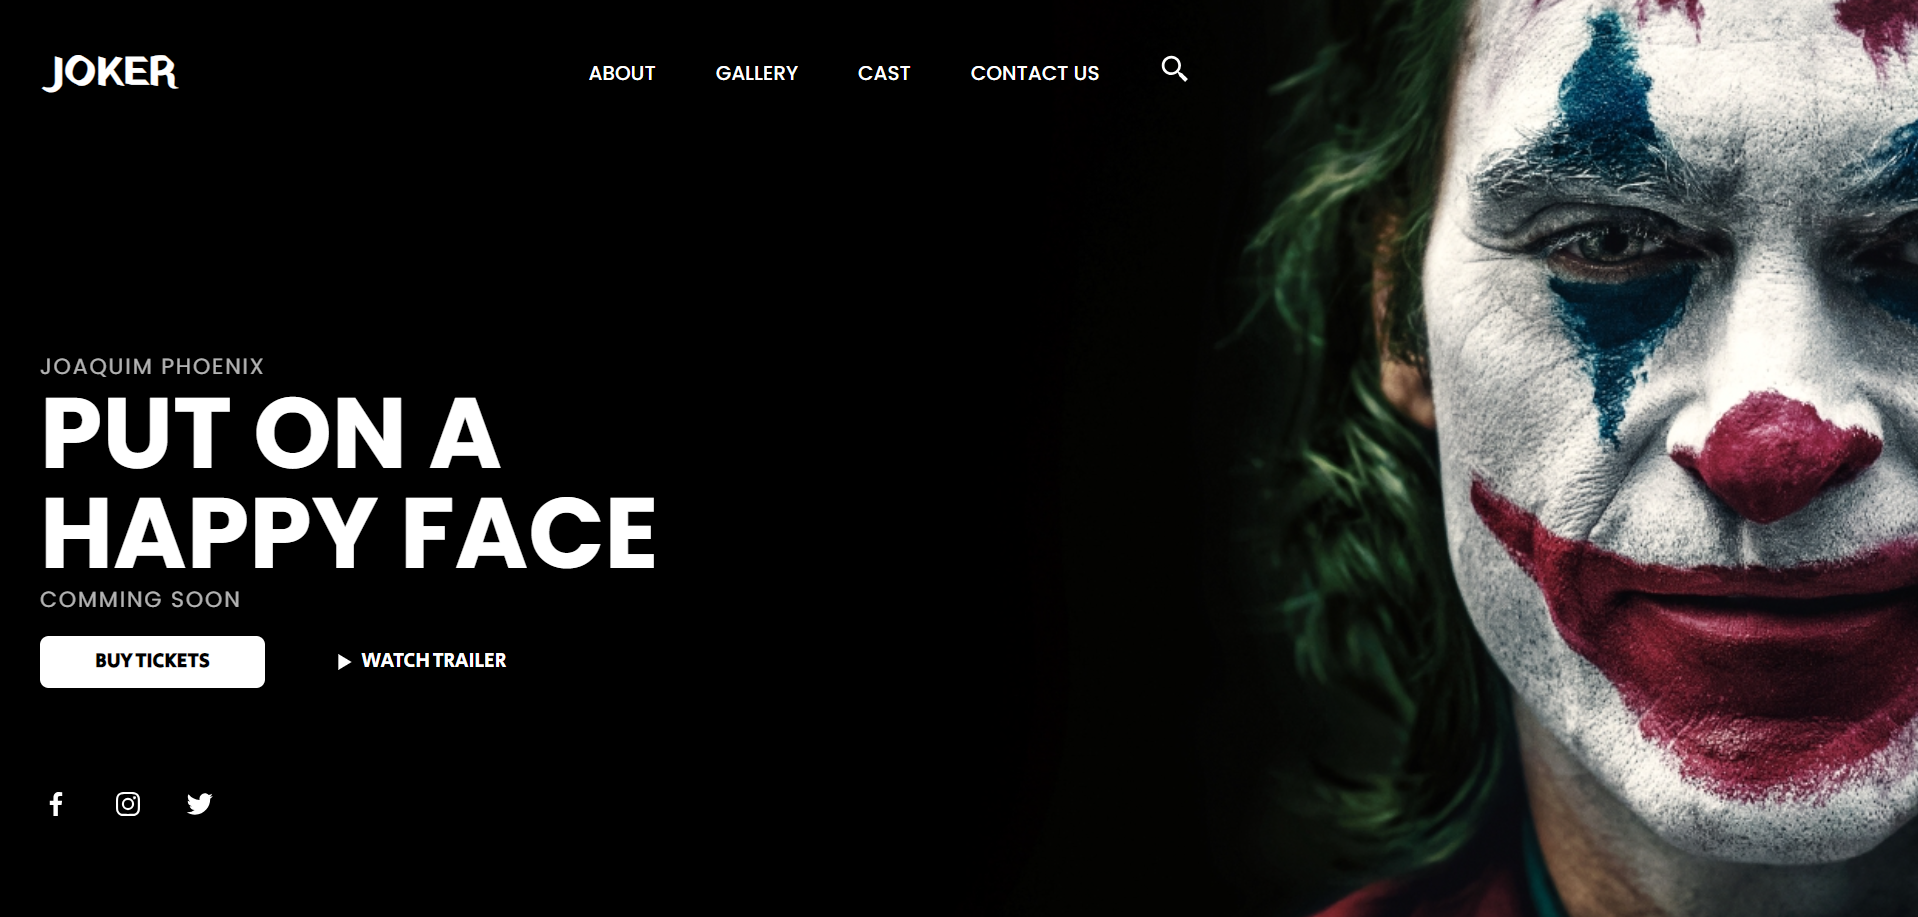 JOKER
ABOUT GALLERY CAST CONTACT US
JOAQUIM PHOENIX
PUT ON A
HAPPY FACE
COMMING SOON
BUY TICKETS WATCH TRAILER